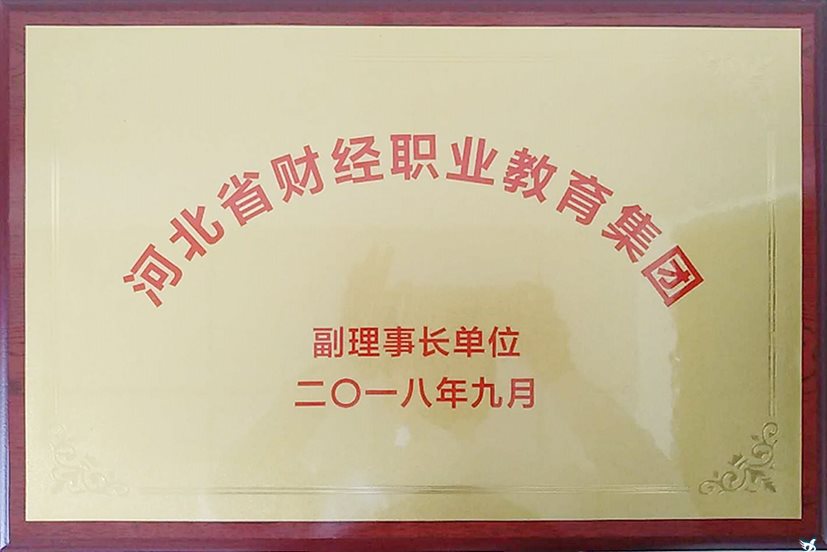 河北省财经职业教育集团
副理事长单位
二〇一八年九月